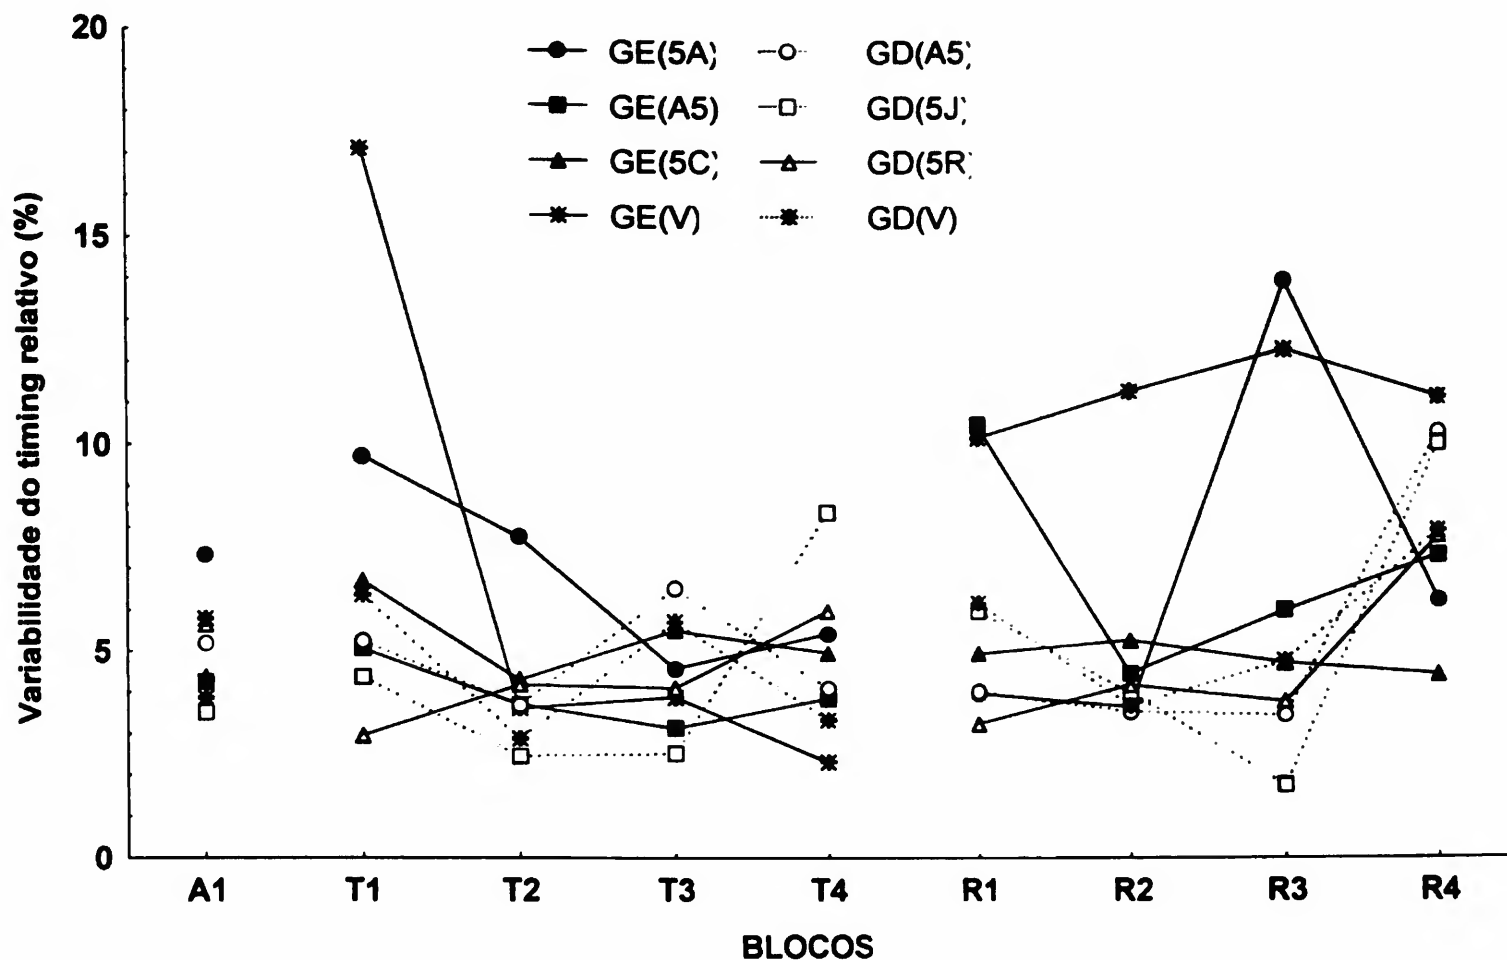 20
15
10
5
0
Variabilidade do timing relativo (%)
GE(5A)
GE(A5)
GE(5C)
GE(V)
GD(A5)
GD(5J)
GD(5R)
GD(V)
A1 T1 T2 T3 T4 R1 R2 R3 R4
BLOCOS